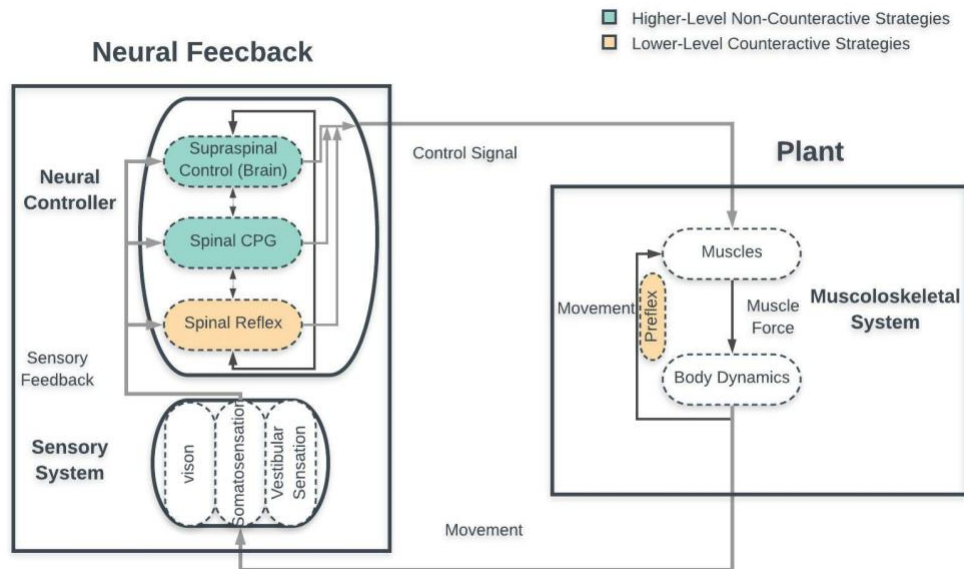 Higher-Level Non-Counteractive Strategies
Lower-Level Counteractive Strategies
Neural Feecback
Supraspinal
Control (Brain)
Neural
Controller
Spinal CPG
Spinal Reflex
Sensory
Feedback
Sensory
System
vison
Somatosensation
Vestibular
Sensation
Control Signal
Plant
Muscles
Movement
Preflex
Muscle
Force
Muscoloskeletal
System
Body Dynamics
Movement